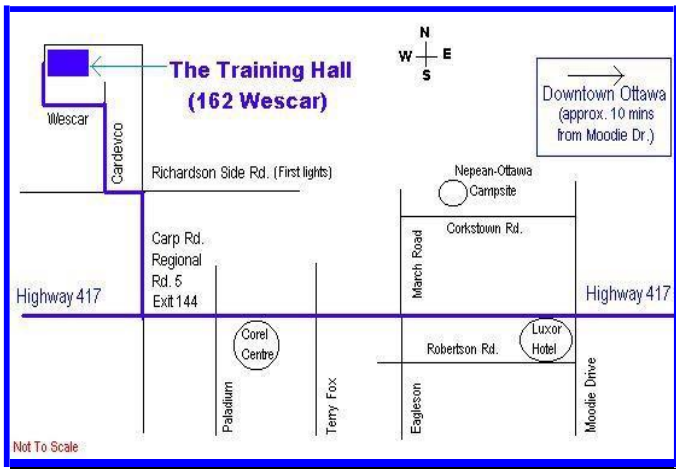 N
W E
S
The Training Hall
(162 Wescar)
Downtown Ottawa
(approx. 10 mins
from Moodie Dr.)
Wescar
Cardevco
Richardson Side Rd. (First lights)
Nepean-Ottawa
Campsite
Corkstown Rd.
March Road
Carp Rd.
Regional
Rd. 5
Exit 144
Highway 417
Highway 417
Corel
Centre
Luxor
Hotel
Robertson Rd.
Paladium
Terry Fox
Eagleson
Moodie Drive
Not To Scale